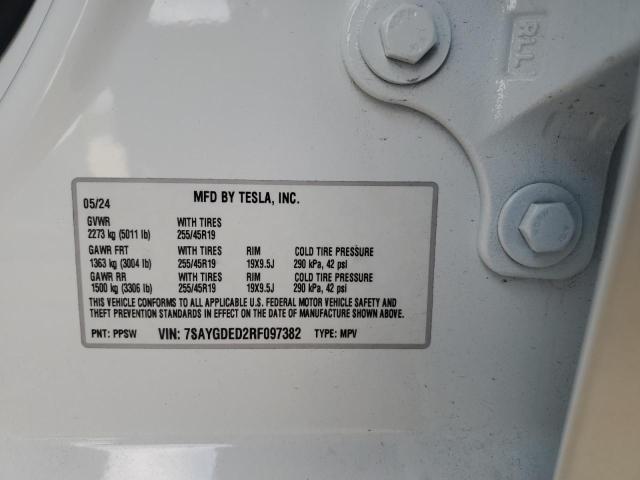 RLL
05/24 MFD BY TESLA, INC.
GVWR WITH TIRES
2273 kg (5011 lb) 255/45R19
GAWR FRT WITH TIRES RIM COLD TIRE PRESSURE
1363 kg (3004 lb) 255/45R19 19X9.5J 290 kPa, 42 psi
GAWR RR WITH TIRES RIM COLD TIRE PRESSURE
1500 kg (3306 lb) 255/45R19 19X9.5J 290 kPa, 42 psi
THIS VEHICLE CONFORMS TO ALL APPLICABLE U.S. FEDERAL MOTOR VEHICLE SAFETY AND
THEFT PREVENTION STANDARDS IN EFFECT ON THE DATE OF MANUFACTURE SHOWN ABOVE.
PNT: PPSW VIN: 7SAYGDED2RF097382 TYPE: MPV